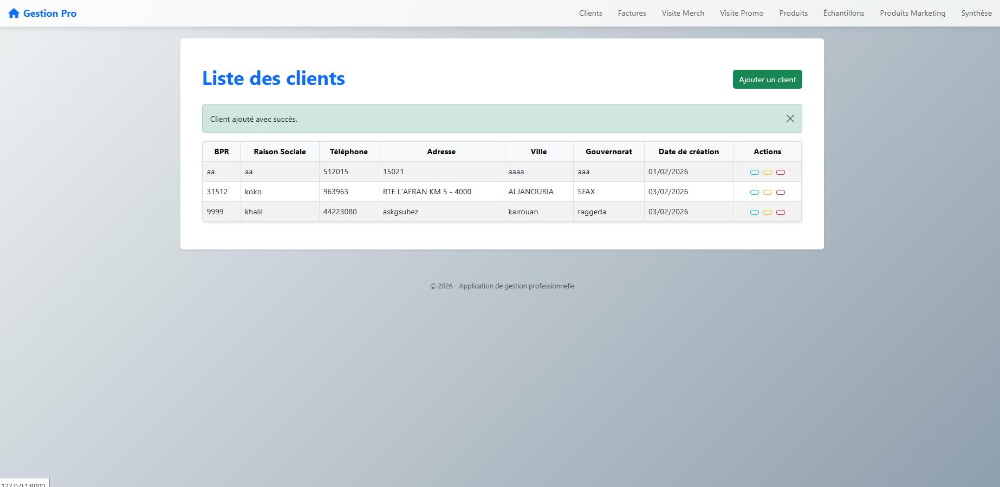 Gestion Pro Clients Factures Visite Merch Visite Promo Produits Échantillons Produits Marketing Synthèse
Liste des clients Ajouter un client
Client ajouté avec succès.
BPR Raison Sociale Téléphone Adresse Ville Gouvernorat Date de création Actions
aa aa 512015 15021 aaaa aaa 01/02/2026
31512 koko 963963 RTE L'AFRAN KM 5 - 4000 ALJANOUBIA SFAX 03/02/2026
9999 khalil 44223080 askgsuhez kairouan raggeda 03/02/2026
© 2026 - Application de gestion professionnelle
127.0.0.1:8000